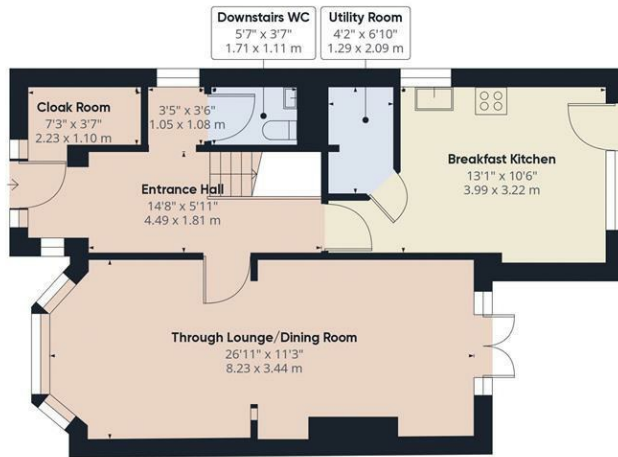 Downstairs WC
5'7" x 3'7"
1.71 x 1.11 m
Utility Room
4'2" x 6'10"
1.29 x 2.09 m
Cloak Room
7'3" x 3'7"
2.23 x 1.10 m
3'5" x 3'6"
1.05 x 1.08 m
Breakfast Kitchen
13'1" x 10'6"
3.99 x 3.22 m
Entrance Hall
14'8" x 5'11"
4.49 x 1.81 m
Through Lounge/Dining Room
26'11" x 11'3"
8.23 x 3.44 m